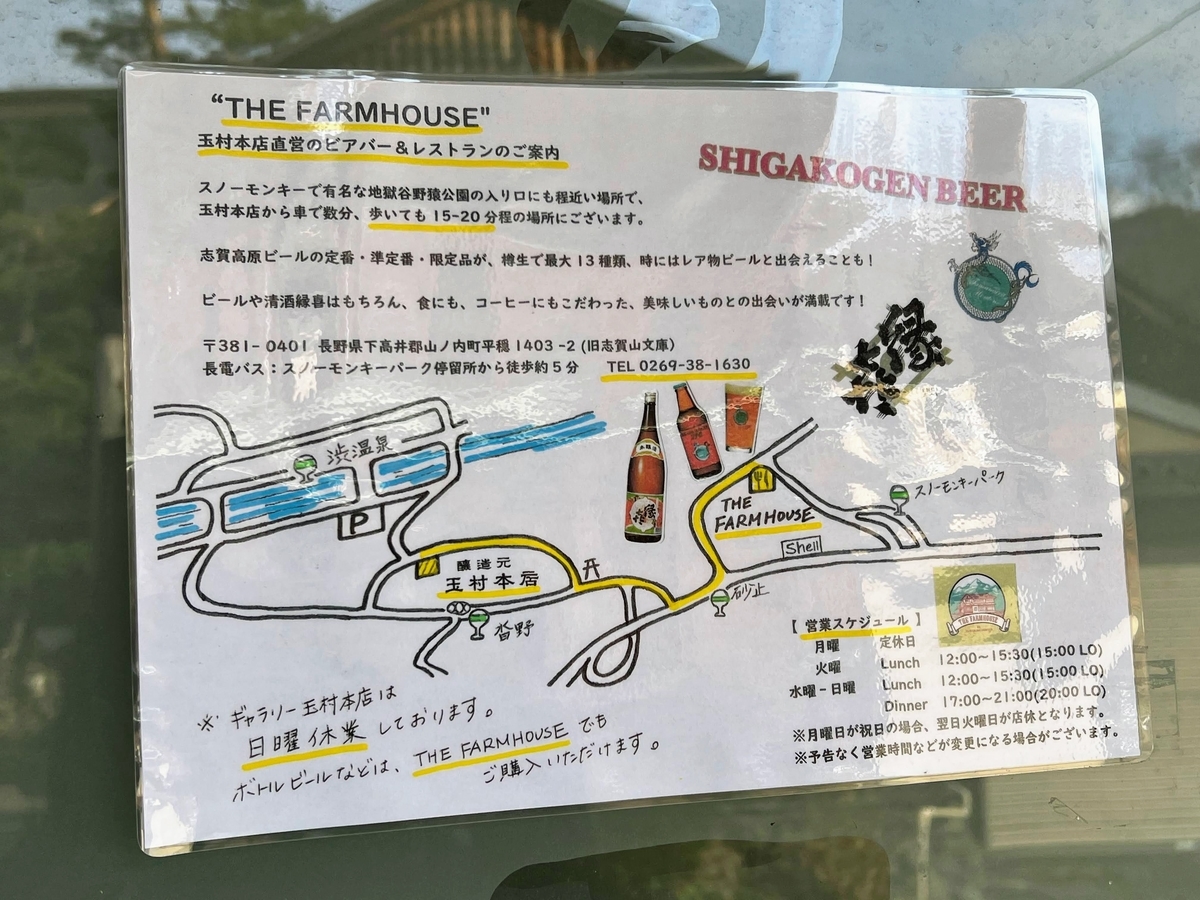 “THE FARMHOUSE"
玉村本店直営のビアバー＆レストランのご案内
SHIGAKOGEN BEER
スノーモンキーで有名な地獄谷野猿公園の入り口にも程近い場所で、
玉村本店から車で数分、歩いても 15-20 分程の場所にございます。
志賀高原ビールの定番・準定番・限定品が、樽生で最大 13 種類、時にはレア物ビールと出会えることも！
ビールや清酒縁喜はもちろん、食にも、コーヒーにもこだわった、美味しいものとの出会いが満載です！
縁喜
〒381- 0401 長野県下高井郡山ノ内町平穏 1403 -2 (旧志賀山文庫)
長電バス：スノーモンキーパーク停留所から徒歩約 5 分 TEL 0269-38-1630
渋温泉
P
スノーモンキーパーク
THE
FARMHOUSE
Shell
醸造元
玉村本店
砂止
沓野
THE FARMHOUSE
【 営業スケジュール 】
月曜 定休日
火曜 Lunch 12:00～15:30(15:00 LO)
水曜－日曜 Lunch 12:00～15:30(15:00 LO)
Dinner 17:00～21:00(20:00 LO)
※月曜日が祝日の場合、翌日火曜日が店休となります。
※予告なく営業時間などが変更になる場合がございます。
※ ギャラリー玉村本店は
日曜休業しております。
ボトルビールなどは、THE FARMHOUSE でも
ご購入いただけます。